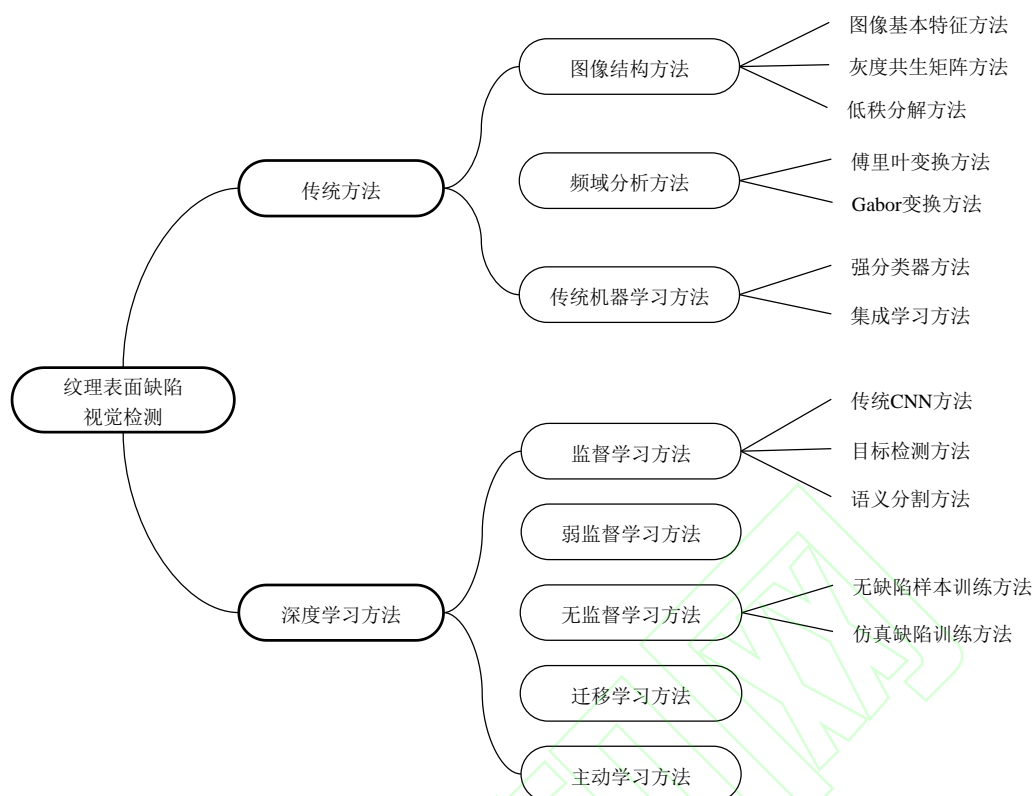 图像基本特征方法
图像结构方法
灰度共生矩阵方法
低秩分解方法
传统方法
频域分析方法
傅里叶变换方法
Gabor变换方法
传统机器学习方法
强分类器方法
集成学习方法
纹理表面缺陷
视觉检测
监督学习方法
传统CNN方法
目标检测方法
语义分割方法
弱监督学习方法
深度学习方法
无监督学习方法
无缺陷样本训练方法
仿真缺陷训练方法
迁移学习方法
主动学习方法